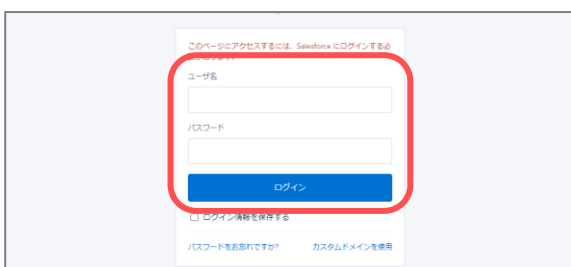 このページにアクセスするには、Salesforce にログインする必
ユーザ名
パスワード
ログイン
ログイン情報を保存する
パスワードをお忘れですか? カスタムドメインを使用